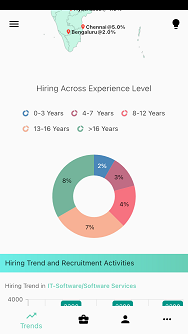 Chennai@5.0%
Bengaluru@2.0%
Hiring Across Experience Level
0-3 Years
4-7 Years
8-12 Years
13-16 Years
>16 Years
2%
3%
4%
7%
8%
Hiring Trend and Recruitment Activities
Hiring Trend in IT-Software/Software Services
4000
Trends